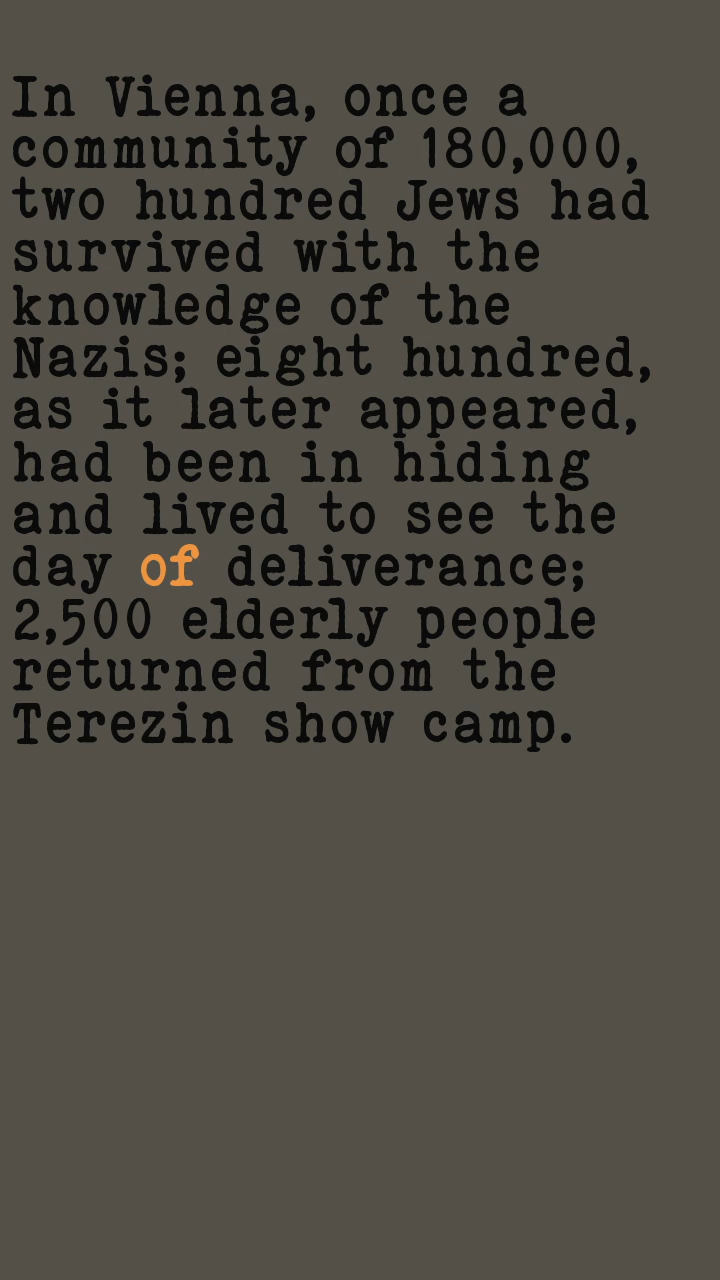 In Vienna, once a
community of 180,000,
two hundred Jews had
survived with the
knowledge of the
Nazis; eight hundred,
as it later appeared,
had been in hiding
and lived to see the
day of deliverance;
2,500 elderly people
returned from the
Terezin show camp.